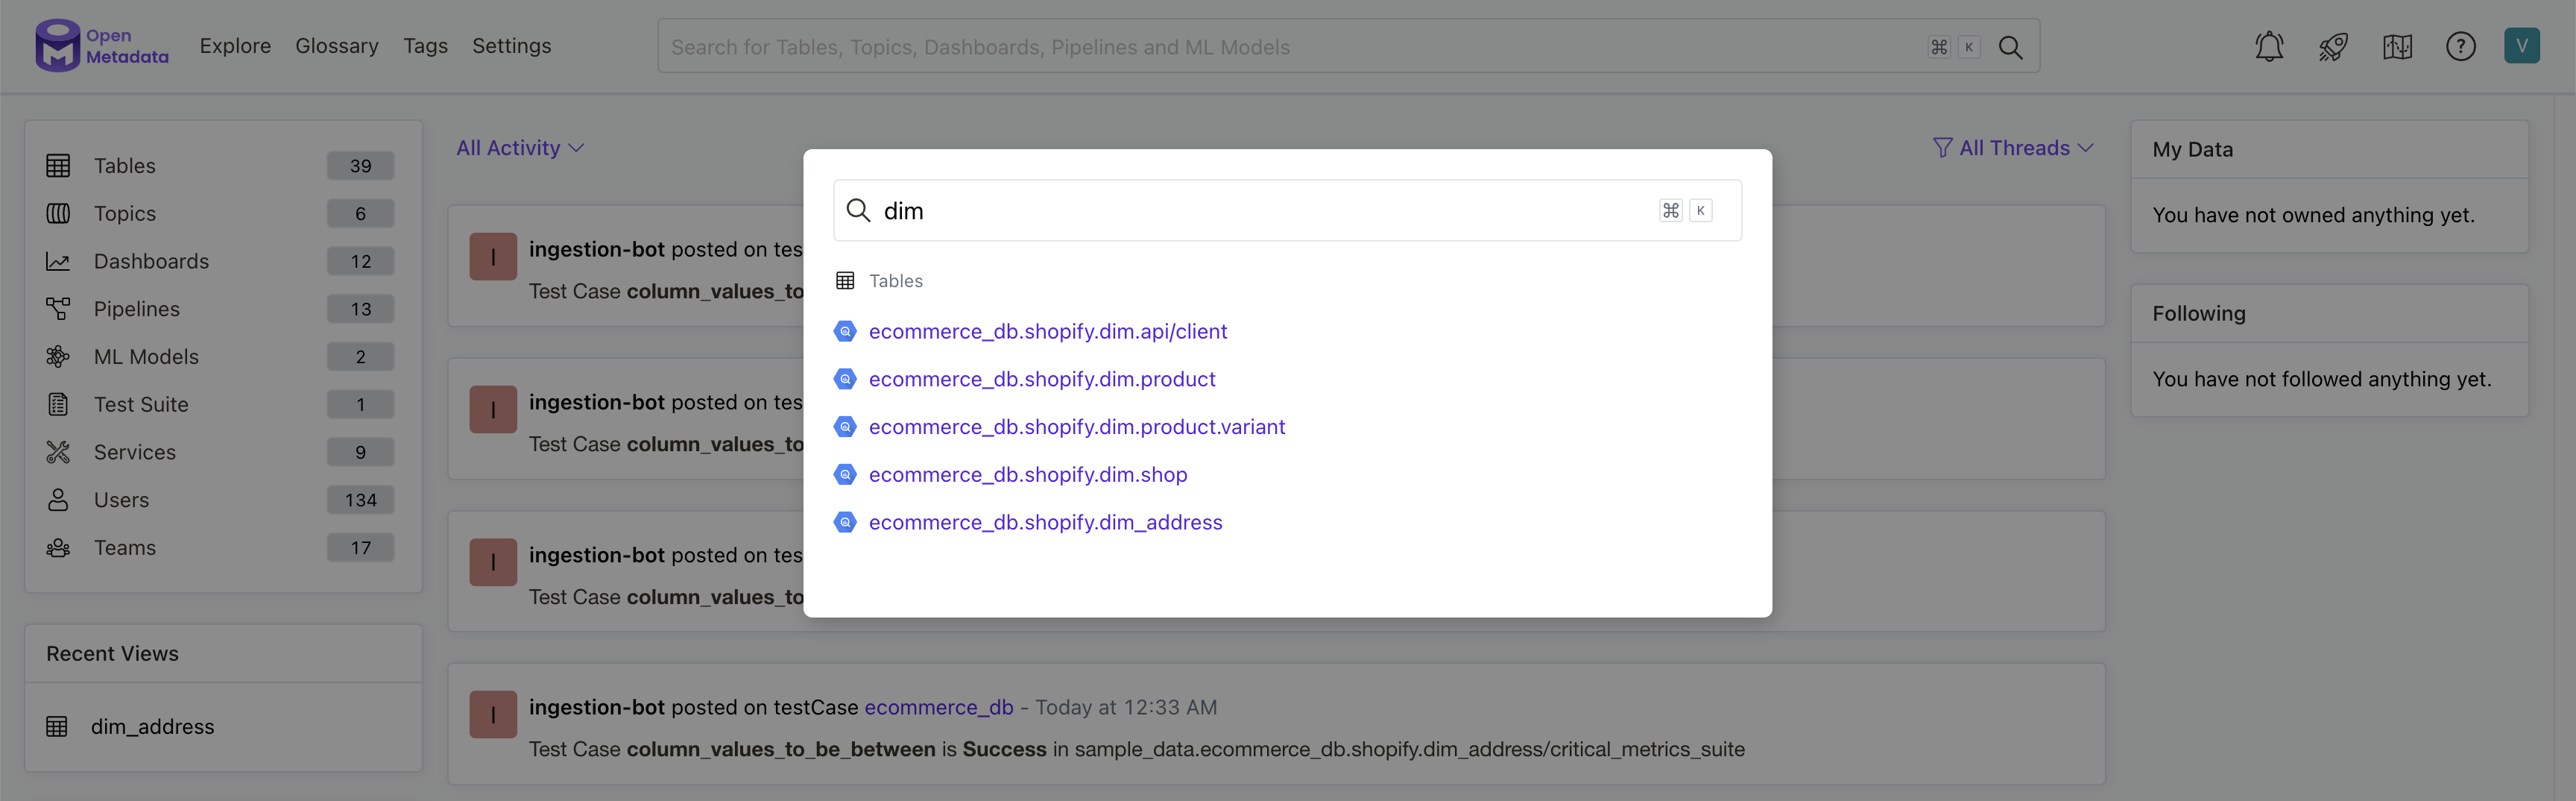 Open
Metadata
Explore Glossary Tags Settings
Search for Tables, Topics, Dashboards, Pipelines and ML Models
⌘ K
?
V
Tables 39
Topics 6
Dashboards 12
Pipelines 13
ML Models 2
Test Suite 1
Services 9
Users 134
Teams 17
Recent Views
dim_address
All Activity
All Threads
I
ingestion-bot posted on tes
Test Case column_values_to
I
ingestion-bot posted on tes
Test Case column_values_to
I
ingestion-bot posted on tes
Test Case column_values_to
I
ingestion-bot posted on testCase ecommerce_db - Today at 12:33 AM
Test Case column_values_to_be_between is Success in sample_data.ecommerce_db.shopify.dim_address/critical_metrics_suite
dim
⌘ K
Tables
ecommerce_db.shopify.dim.api/client
ecommerce_db.shopify.dim.product
ecommerce_db.shopify.dim.product.variant
ecommerce_db.shopify.dim.shop
ecommerce_db.shopify.dim_address
My Data
You have not owned anything yet.
Following
You have not followed anything yet.